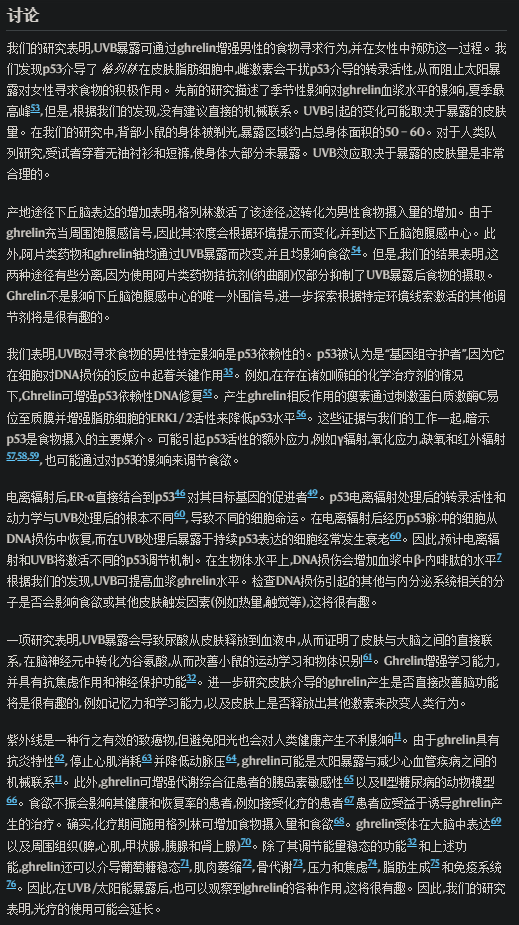 讨论
我们的研究表明,UVB暴露可通过ghrelin增强男性的食物寻求行为,并在女性中预防这一过程。我
们发现p53介导了 格列林在皮肤脂肪细胞中,雌激素会干扰p53介导的转录活性,从而阻止太阳暴
露对女性寻求食物的积极作用。先前的研究描述了季节性影响对ghrelin血浆水平的影响,夏季最
高峰53,但是,根据我们的发现,没有建议直接的机械联系。UVB引起的变化可能取决于暴露的皮肤
量。在我们的研究中,背部小鼠的身体被剃光,暴露区域约占总身体面积的50－60。对于人类队
列研究,受试者穿着无袖衬衫和短裤,使身体大部分未暴露。UVB效应取决于暴露的皮肤量是非常
合理的。
产地途径下丘脑表达的增加表明,格列林激活了该途径,这转化为男性食物摄入量的增加。由于
ghrelin充当周围饱腹感信号,因此其浓度会根据环境提示而变化,并到达下丘脑饱腹感中心。此
外,阿片类药物和ghrelin轴均通过UVB暴露而改变,并且均影响食欲54。但是,我们的结果表明,这
两种途径有些分离,因为使用阿片类药物拮抗剂(纳曲酮)仅部分抑制了UVB暴露后食物的摄取。
Ghrelin不是影响下丘脑饱腹感中心的唯一外围信号,进一步探索根据特定环境线索激活的其他调
节剂将是很有趣的。
我们表明,UVB对寻求食物的男性特定影响是p53依赖性的。p53被认为是“基因组守护者”,因为它
在细胞对DNA损伤的反应中起着关键作用35。例如,在存在诸如顺铂的化学治疗剂的情况
下,Ghrelin可增强p53依赖性DNA修复55。产生ghrelin相反作用的瘦素通过刺激蛋白质激酶C易
位至质膜并增强脂肪细胞的ERK1/2活性来降低p53水平56。这些证据与我们的工作一起,暗示
p53是食物摄入的主要媒介。可能引起p53活性的额外应力,例如γ辐射,氧化应力,缺氧和红外辐射
57,58,59, 也可能通过对p53的影响来调节食欲。
电离辐射后,ER-α直接结合到p5346 对其目标基因的促进者49。p53电离辐射处理后的转录活性和
动力学与UVB处理后的根本不同60, 导致不同的细胞命运。在电离辐射后经历p53脉冲的细胞从
DNA损伤中恢复,而在UVB处理后暴露于持续p53表达的细胞经常发生衰老60。因此,预计电离辐
射和UVB将激活不同的p53调节机制。在生物体水平上,DNA损伤会增加血浆中β-内啡肽的水平7
根据我们的发现,UVB可提高血浆ghrelin水平。检查DNA损伤引起的其他与内分泌系统相关的分
子是否会影响食欲或其他皮肤触发因素(例如热量,触觉等),这将很有趣。
一项研究表明,UVB暴露会导致尿酸从皮肤释放到血液中,从而证明了皮肤与大脑之间的直接联
系, 在脑神经元中转化为谷氨酸,从而改善小鼠的运动学习和物体识别61。Ghrelin增强学习能力,
并具有抗焦虑作用和神经保护功能32。进一步研究皮肤介导的ghrelin产生是否直接改善脑功能
将是很有趣的, 例如记忆力和学习能力,以及皮肤上是否释放出其他激素来改变人类行为。
紫外线是一种行之有效的致癌物,但避免阳光也会对人类健康产生不利影响11。由于ghrelin具有
抗炎特性62, 停止心肌消耗63并降低动脉压64,ghrelin可能是太阳暴露与减少心血管疾病之间的
机械联系11。此外,ghrelin可增强代谢综合征患者的胰岛素敏感性65以及II型糖尿病的动物模型
66。食欲不振会影响其健康和恢复率的患者,例如接受化疗的患者67患者应受益于诱导ghrelin产
生的治疗。确实,化疗期间施用格列林可增加食物摄入量和食欲68。ghrelin受体在大脑中表达69
以及周围组织(脾,心肌,甲状腺,胰腺和肾上腺)70。除了其调节能量稳态的功能32和上述功
能,ghrelin还可以介导葡萄糖稳态71,肌肉萎缩72,骨代谢73,压力和焦虑74,脂肪生成75和免疫系统
76。因此,在UVB/太阳能暴露后,也可以观察到ghrelin的各种作用,这将很有趣。因此,我们的研究
表明,光疗的使用可能会延长。